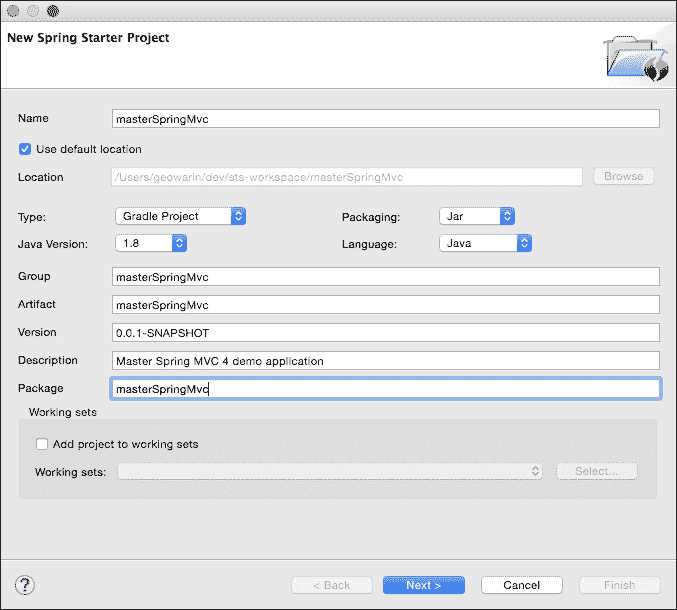 New Spring Starter Project
Name masterSpringMvc
Use default location
Location /Users/geowarin/dev/sts-workspace/masterSpringMvc Browse
Type: Gradle Project Packaging: Jar
Java Version: 1.8 Language: Java
Group masterSpringMvc
Artifact masterSpringMvc
Version 0.0.1-SNAPSHOT
Description Master Spring MVC 4 demo application
Package masterSpringMvc
Working sets
Add project to working sets
Working sets: Select...
? < Back Next > Cancel Finish